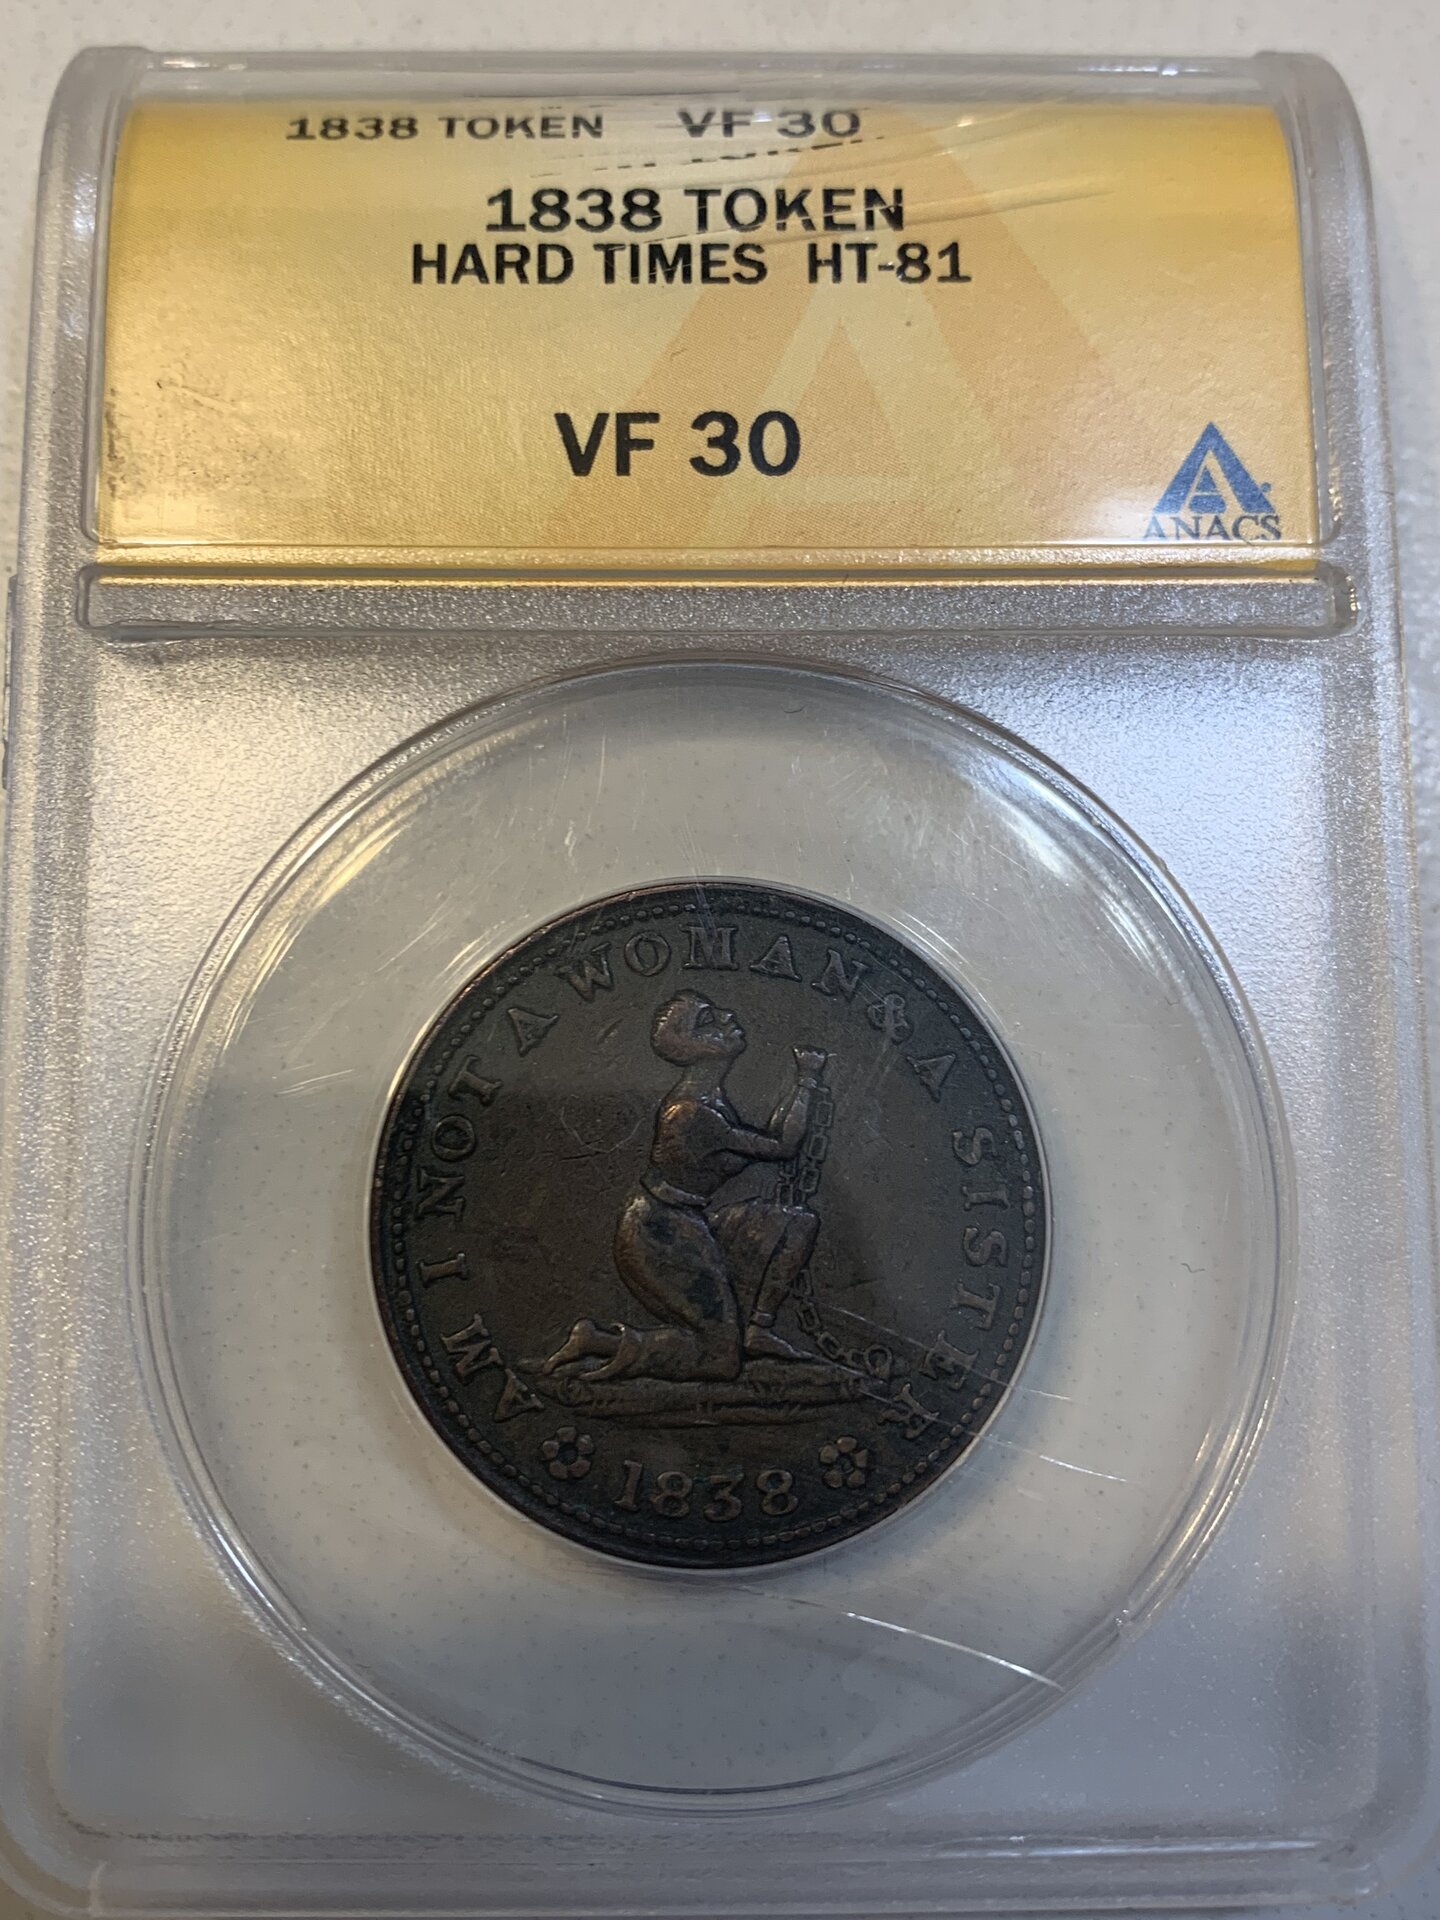 1838 TOKEN VF 30
1838 TOKEN
HARD TIMES HT-81
VF 30
ANACS
AM I NOT A WOMAN & A SISTER
1838